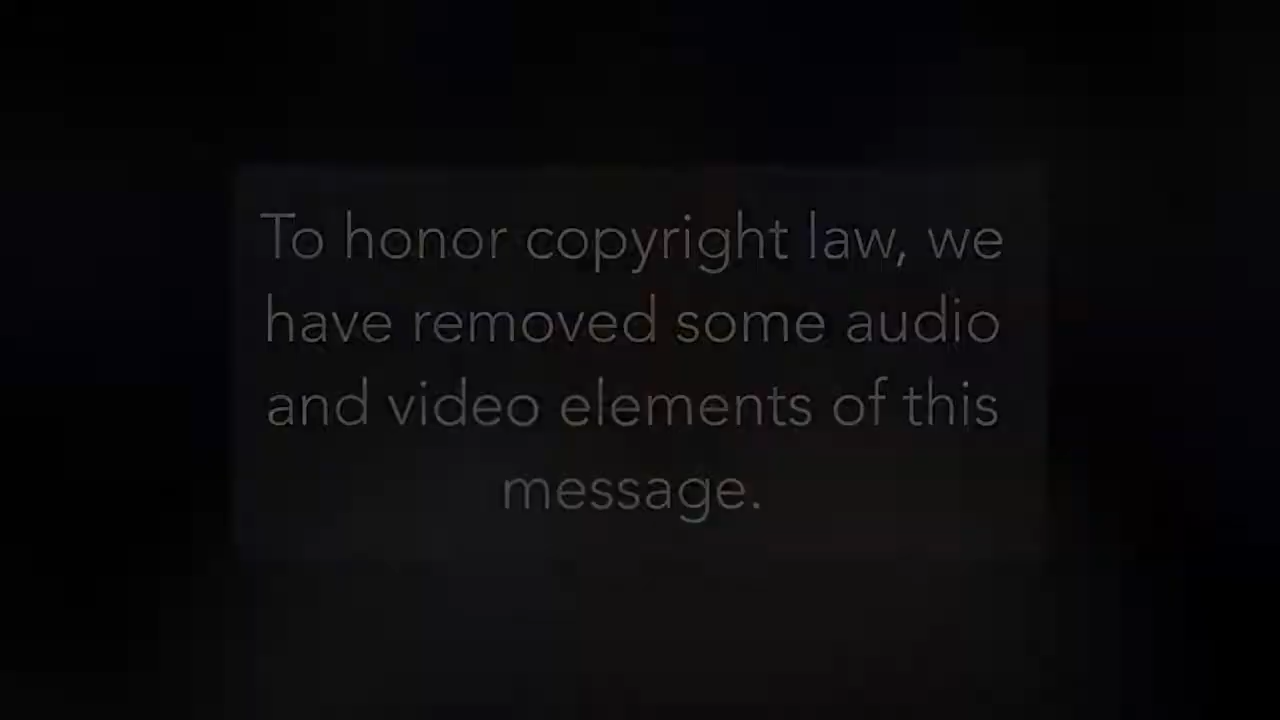 To honor copyright law, we
have removed some audio
and video elements of this
message.